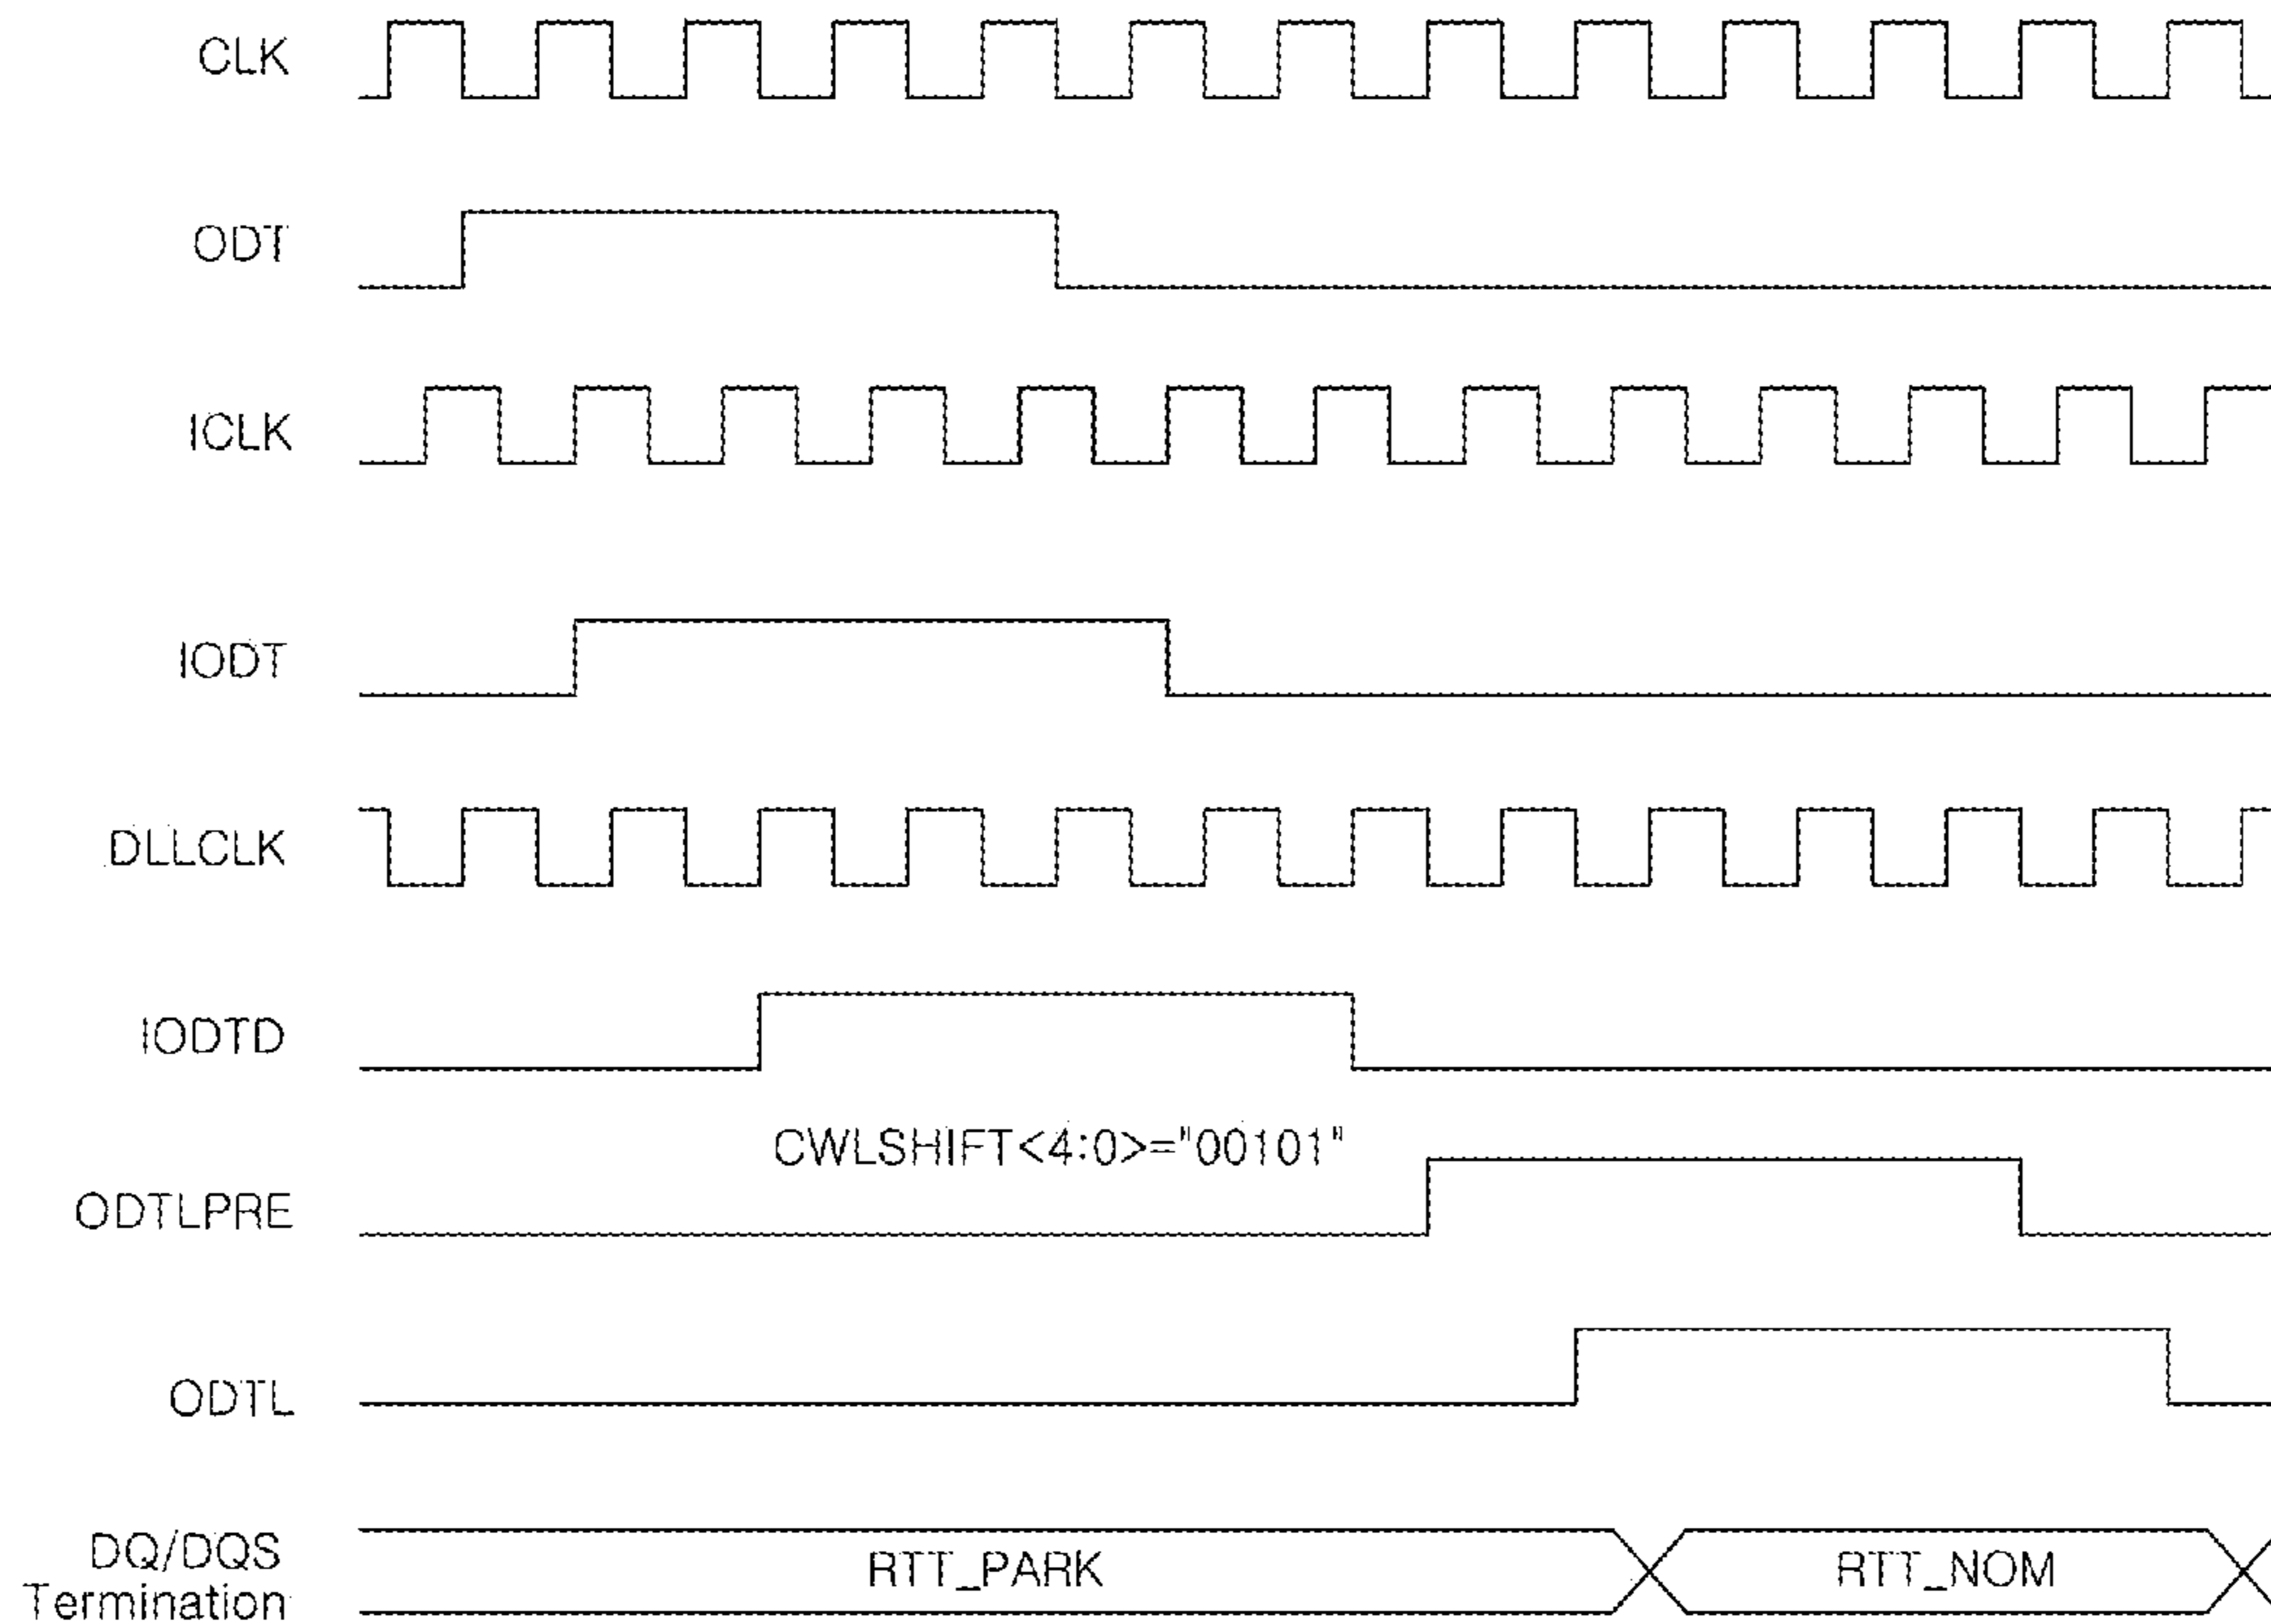 CLK
ODT
ICLK
IODT
DLLCLK
IODTD
CWLSHIFT<4:0>="00101"
ODTLPRE
ODTL
DQ/DQS
Termination
RTT_PARK
RTT_NOM